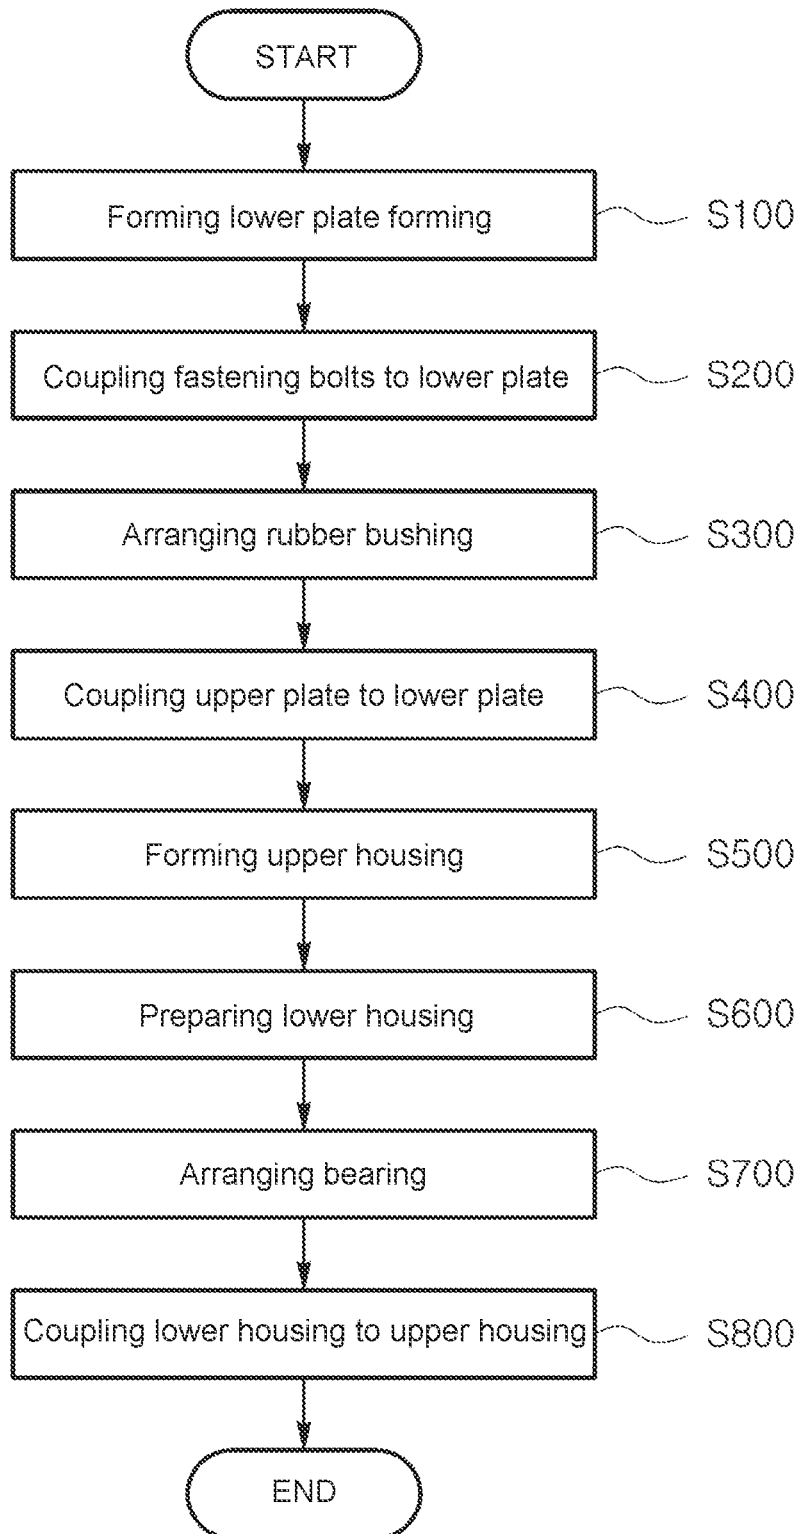 START
Forming lower plate forming
S100
Coupling fastening bolts to lower plate
S200
Arranging rubber bushing
S300
Coupling upper plate to lower plate
S400
Forming upper housing
S500
Preparing lower housing
S600
Arranging bearing
S700
Coupling lower housing to upper housing
S800
END